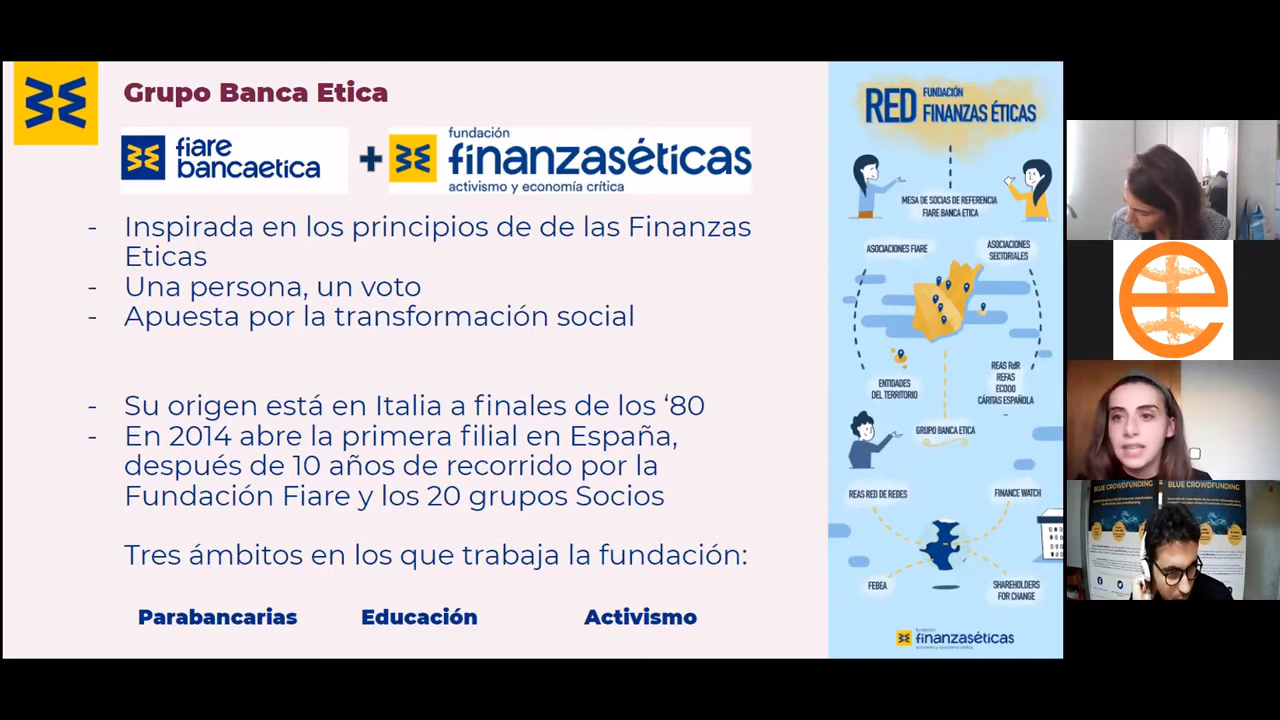 Grupo Banca Etica
fiare
bancaetica
+
fundación
finanzaséticas
activismo y economía crítica
- Inspirada en los principios de de las Finanzas
Eticas
- Una persona, un voto
- Apuesta por la transformación social
- Su origen está en Italia a finales de los ‘80
- En 2014 abre la primera filial en España,
después de 10 años de recorrido por la
Fundación Fiare y los 20 grupos Socios
Tres ámbitos en los que trabaja la fundación:
Parabancarias Educación Activismo
RED FUNDACIÓN
FINANZAS ÉTICAS
MESA DE SOCIAS DE REFERENCIA
FIARE BANCA ETICA
ASOCIACIONES FIARE
ASOCIACIONES
SECTORIALES
ENTIDADES
DEL TERRITORIO
REAS RdR
REFAS
ECODO
CÁRITAS ESPAÑOLA
...
GRUPO BANCA ETICA
REAS RED DE REDES
FINANCE WATCH
FEBEA
SHAREHOLDERS
FOR CHANGE
fundación
finanzaséticas
activismo y economía crítica
e
BLUE CROWDFUNDING
BLUE CROWDFUNDING